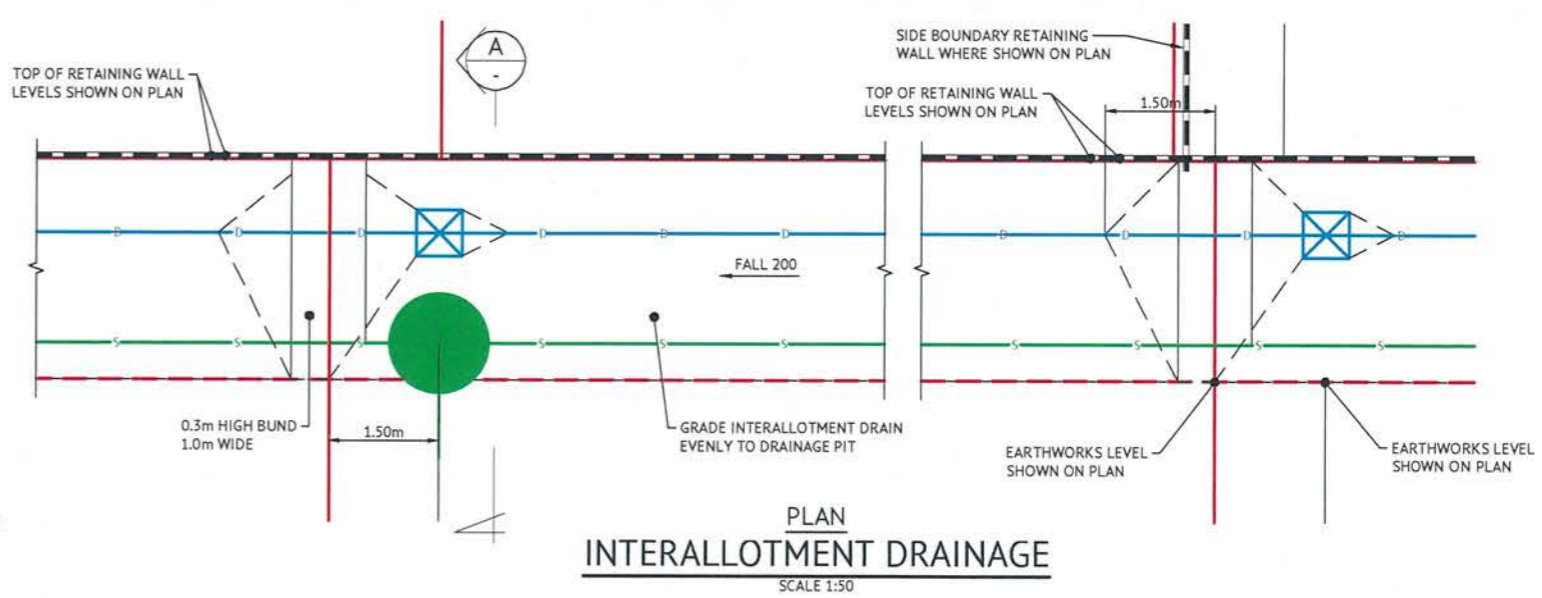 A
-
TOP OF RETAINING WALL
LEVELS SHOWN ON PLAN
SIDE BOUNDARY RETAINING
WALL WHERE SHOWN ON PLAN
TOP OF RETAINING WALL
LEVELS SHOWN ON PLAN
1.50m
D D D D D D
D D D D
FALL 200
S S S S S S
S S S S
0.3m HIGH BUND
1.0m WIDE
1.50m
GRADE INTERALLOTMENT DRAIN
EVENLY TO DRAINAGE PIT
EARTHWORKS LEVEL
SHOWN ON PLAN
EARTHWORKS LEVEL
SHOWN ON PLAN
PLAN
INTERALLOTMENT DRAINAGE
SCALE 1:50